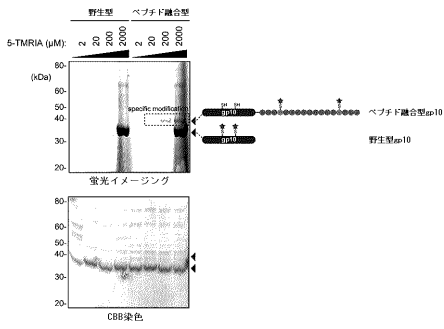 野生型 ペプチド融合型
5-TMRIA (μM): 2 20 200 2000 2 20 200 2000
(kDa)
80-
60-
50-
40-
30-
20-
specific modification
SH SH
gp10
S S
ペプチド融合型gp10
S S
gp10
野生型gp10
蛍光イメージング
80-
60-
50-
40-
30-
20-
CBB染色